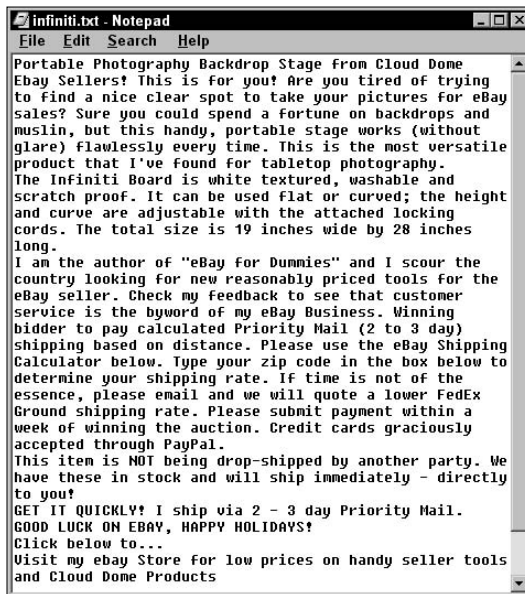 infiniti.txt - Notepad
File Edit Search Help
Portable Photography Backdrop Stage from Cloud Dome
Ebay Sellers! This is for you! Are you tired of trying
to find a nice clear spot to take your pictures for eBay
sales? Sure you could spend a fortune on backdrops and
muslin, but this handy, portable stage works (without
glare) flawlessly every time. This is the most versatile
product that I've found for tabletop photography.
The Infiniti Board is white textured, washable and
scratch proof. It can be used flat or curved; the height
and curve are adjustable with the attached locking
cords. The total size is 19 inches wide by 28 inches
long.
I am the author of "eBay for Dummies" and I scour the
country looking for new reasonably priced tools for the
eBay seller. Check my feedback to see that customer
service is the byword of my eBay Business. Winning
bidder to pay calculated Priority Mail (2 to 3 day)
shipping based on distance. Please use the eBay Shipping
Calculator below. Type your zip code in the box below to
determine your shipping rate. If time is not of the
essence, please email and we will quote a lower FedEx
Ground shipping rate. Please submit payment within a
week of winning the auction. Credit cards graciously
accepted through PayPal.
This item is NOT being drop-shipped by another party. We
have these in stock and will ship immediately - directly
to you!
GET IT QUICKLY! I ship via 2 - 3 day Priority Mail.
GOOD LUCK ON EBAY, HAPPY HOLIDAYS!
Click below to...
Visit my ebay Store for low prices on handy seller tools
and Cloud Dome Products